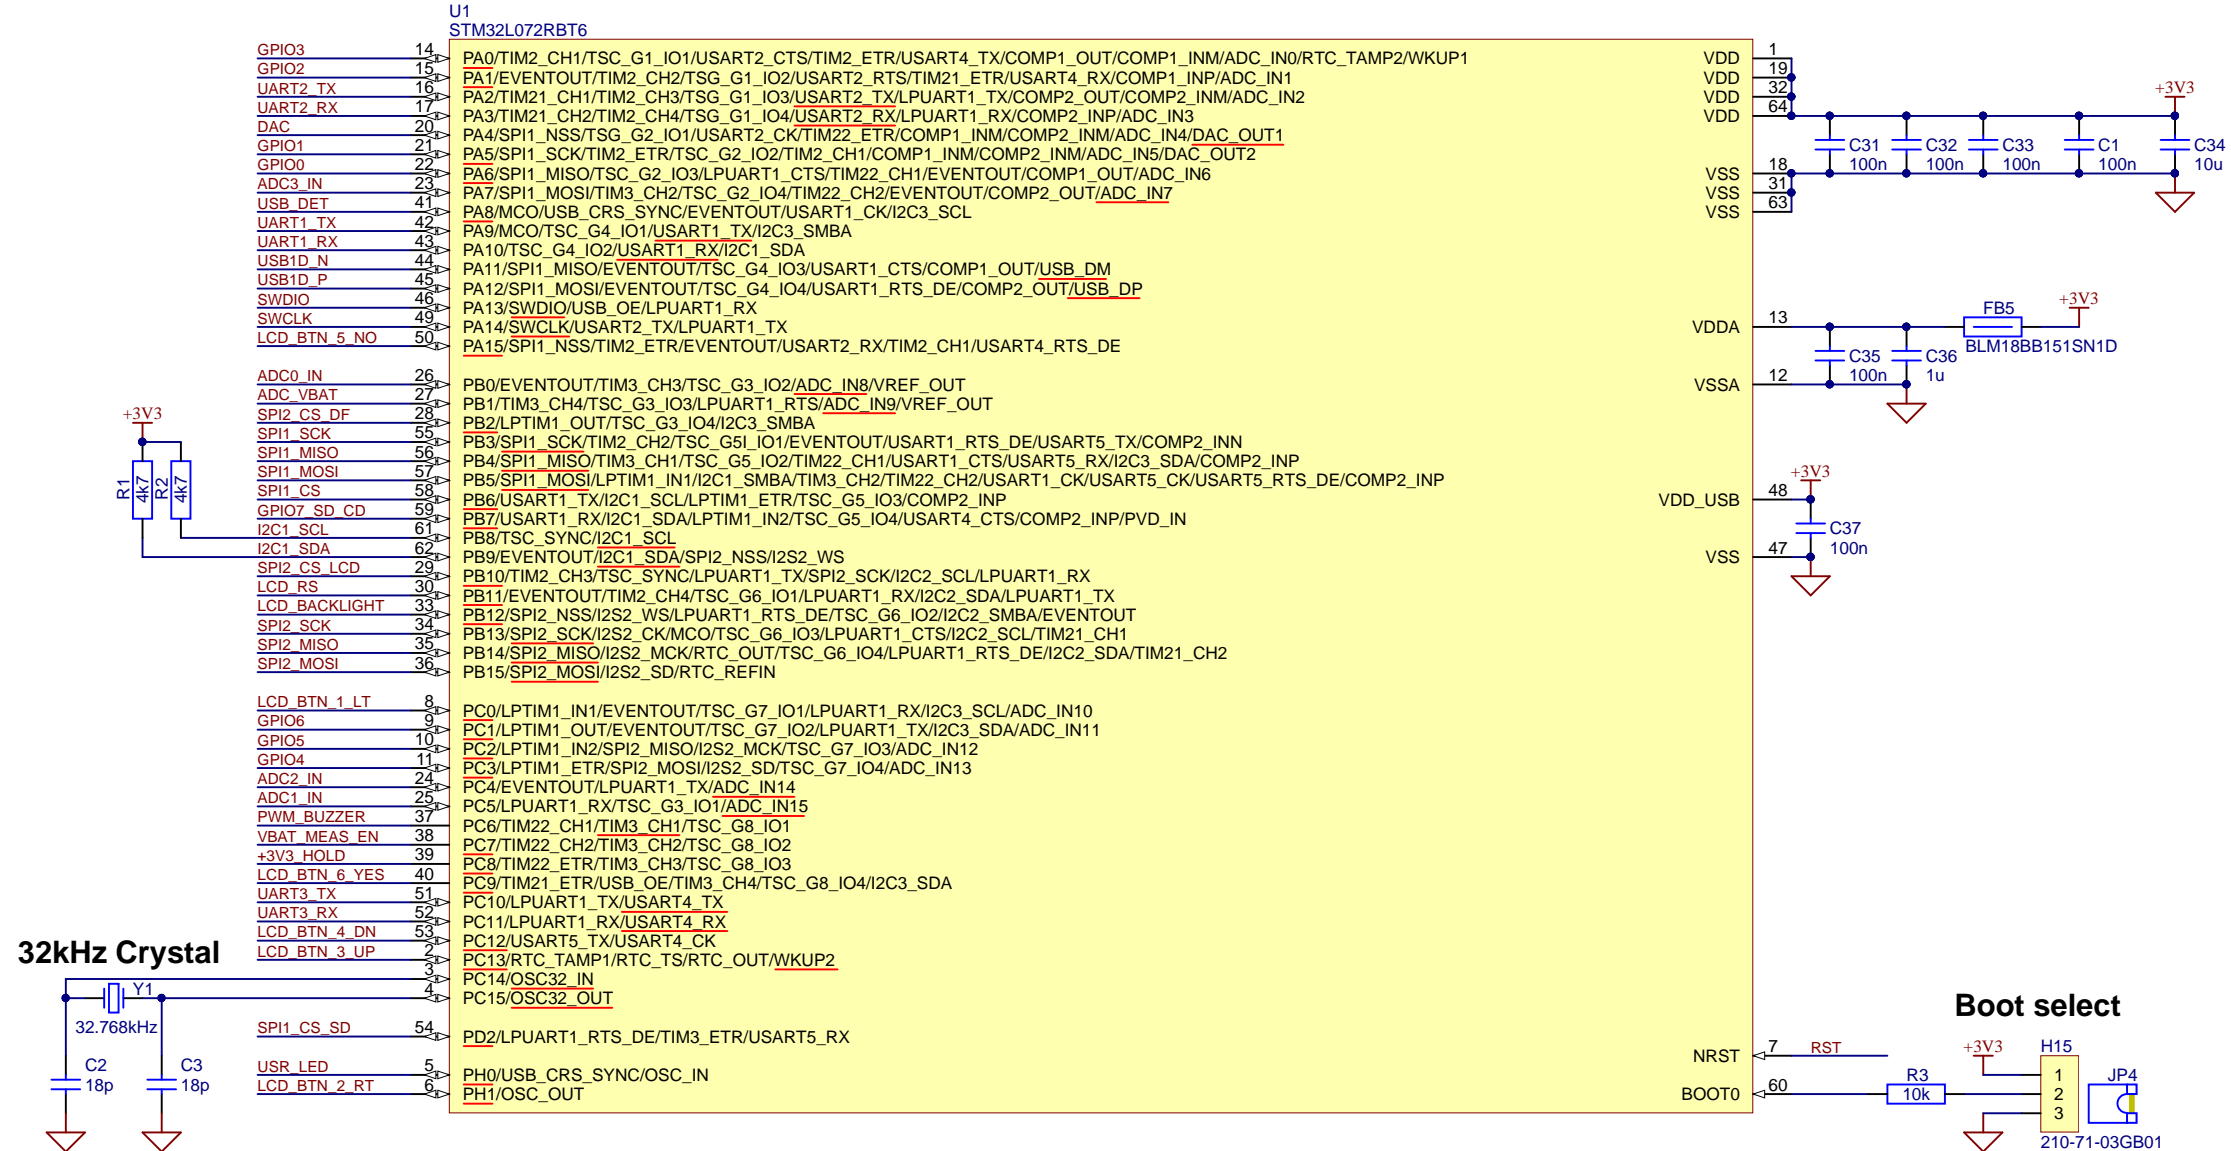 U1
STM32L072RBT6
GPIO3 14 PA0/TIM2_CH1/TSC_G1_IO1/USART2_CTS/TIM2_ETR/USART4_TX/COMP1_OUT/COMP1_INM/ADC_IN0/RTC_TAMP2/WKUP1
GPIO2 15 PA1/EVENTOUT/TIM2_CH2/TSG_G1_IO2/USART2_RTS/TIM21_ETR/USART4_RX/COMP1_INP/ADC_IN1
UART2_TX 16 PA2/TIM21_CH1/TIM2_CH3/TSG_G1_IO3/USART2_TX/LPUART1_TX/COMP2_OUT/COMP2_INM/ADC_IN2
UART2_RX 17 PA3/TIM21_CH2/TIM2_CH4/TSG_G1_IO4/USART2_RX/LPUART1_RX/COMP2_INP/ADC_IN3
DAC 20 PA4/SPI1_NSS/TSG_G2_IO1/USART2_CK/TIM22_ETR/COMP1_INM/COMP2_INM/ADC_IN4/DAC_OUT1
GPIO1 21 PA5/SPI1_SCK/TIM2_ETR/TSC_G2_IO2/TIM2_CH1/COMP1_INM/COMP2_INM/ADC_IN5/DAC_OUT2
GPIO0 22 PA6/SPI1_MISO/TSC_G2_IO3/LPUART1_CTS/TIM22_CH1/EVENTOUT/COMP1_OUT/ADC_IN6
ADC3_IN 23 PA7/SPI1_MOSI/TIM3_CH2/TSC_G2_IO4/TIM22_CH2/EVENTOUT/COMP2_OUT/ADC_IN7
USB_DET 41 PA8/MCO/USB_CRS_SYNC/EVENTOUT/USART1_CK/I2C3_SCL
UART1_TX 42 PA9/MCO/TSC_G4_IO1/USART1_TX/I2C3_SMBA
UART1_RX 43 PA10/TSC_G4_IO2/USART1_RX/I2C1_SDA
USB1D_N 44 PA11/SPI1_MISO/EVENTOUT/TSC_G4_IO3/USART1_CTS/COMP1_OUT/USB_DM
USB1D_P 45 PA12/SPI1_MOSI/EVENTOUT/TSC_G4_IO4/USART1_RTS_DE/COMP2_OUT/USB_DP
SWDIO 46 PA13/SWDIO/USB_OE/LPUART1_RX
SWCLK 49 PA14/SWCLK/USART2_TX/LPUART1_TX
LCD_BTN_5_NO 50 PA15/SPI1_NSS/TIM2_ETR/EVENTOUT/USART2_RX/TIM2_CH1/USART4_RTS_DE
ADC0_IN 26 PB0/EVENTOUT/TIM3_CH3/TSC_G3_IO2/ADC_IN8/VREF_OUT
ADC_VBAT 27 PB1/TIM3_CH4/TSC_G3_IO3/LPUART1_RTS/ADC_IN9/VREF_OUT
SPI2_CS_DF 28 PB2/LPTIM1_OUT/TSC_G3_IO4/I2C3_SMBA
SPI1_SCK 55 PB3/SPI1_SCK/TIM2_CH2/TSC_G5I_IO1/EVENTOUT/USART1_RTS_DE/USART5_TX/COMP2_INN
SPI1_MISO 56 PB4/SPI1_MISO/TIM3_CH1/TSC_G5_IO2/TIM22_CH1/USART1_CTS/USART5_RX/I2C3_SDA/COMP2_INP
SPI1_MOSI 57 PB5/SPI1_MOSI/LPTIM1_IN1/I2C1_SMBA/TIM3_CH2/TIM22_CH2/USART1_CK/USART5_CK/USART5_RTS_DE/COMP2_INP
SPI1_CS 58 PB6/USART1_TX/I2C1_SCL/LPTIM1_ETR/TSC_G5_IO3/COMP2_INP
GPIO7_SD_CD 59 PB7/USART1_RX/I2C1_SDA/LPTIM1_IN2/TSC_G5_IO4/USART4_CTS/COMP2_INP/PVD_IN
I2C1_SCL 61 PB8/TSC_SYNC/I2C1_SCL
I2C1_SDA 62 PB9/EVENTOUT/I2C1_SDA/SPI2_NSS/I2S2_WS
SPI2_CS_LCD 29 PB10/TIM2_CH3/TSC_SYNC/LPUART1_TX/SPI2_SCK/I2C2_SCL/LPUART1_RX
LCD_RS 30 PB11/EVENTOUT/TIM2_CH4/TSC_G6_IO1/LPUART1_RX/I2C2_SDA/LPUART1_TX
LCD_BACKLIGHT 33 PB12/SPI2_NSS/I2S2_WS/LPUART1_RTS_DE/TSC_G6_IO2/I2C2_SMBA/EVENTOUT
SPI2_SCK 34 PB13/SPI2_SCK/I2S2_CK/MCO/TSC_G6_IO3/LPUART1_CTS/I2C2_SCL/TIM21_CH1
SPI2_MISO 35 PB14/SPI2_MISO/I2S2_MCK/RTC_OUT/TSC_G6_IO4/LPUART1_RTS_DE/I2C2_SDA/TIM21_CH2
SPI2_MOSI 36 PB15/SPI2_MOSI/I2S2_SD/RTC_REFIN
LCD_BTN_1_LT 8 PC0/LPTIM1_IN1/EVENTOUT/TSC_G7_IO1/LPUART1_RX/I2C3_SCL/ADC_IN10
GPIO6 9 PC1/LPTIM1_OUT/EVENTOUT/TSC_G7_IO2/LPUART1_TX/I2C3_SDA/ADC_IN11
GPIO5 10 PC2/LPTIM1_IN2/SPI2_MISO/I2S2_MCK/TSC_G7_IO3/ADC_IN12
GPIO4 11 PC3/LPTIM1_ETR/SPI2_MOSI/I2S2_SD/TSC_G7_IO4/ADC_IN13
ADC2_IN 24 PC4/EVENTOUT/LPUART1_TX/ADC_IN14
ADC1_IN 25 PC5/LPUART1_RX/TSC_G3_IO1/ADC_IN15
PWM_BUZZER 37 PC6/TIM22_CH1/TIM3_CH1/TSC_G8_IO1
VBAT_MEAS_EN 38 PC7/TIM22_CH2/TIM3_CH2/TSC_G8_IO2
+3V3_HOLD 39 PC8/TIM22_ETR/TIM3_CH3/TSC_G8_IO3
LCD_BTN_6_YES 40 PC9/TIM21_ETR/USB_OE/TIM3_CH4/TSC_G8_IO4/I2C3_SDA
UART3_TX 51 PC10/LPUART1_TX/USART4_TX
UART3_RX 52 PC11/LPUART1_RX/USART4_RX
LCD_BTN_4_DN 53 PC12/USART5_TX/USART4_CK
LCD_BTN_3_UP 2 PC13/RTC_TAMP1/RTC_TS/RTC_OUT/WKUP2
3 PC14/OSC32_IN
4 PC15/OSC32_OUT
SPI1_CS_SD 54 PD2/LPUART1_RTS_DE/TIM3_ETR/USART5_RX
USR_LED 5 PH0/USB_CRS_SYNC/OSC_IN
LCD_BTN_2_RT 6 PH1/OSC_OUT
+3V3
R1 4k7
R2 4k7
32kHz Crystal
Y1
32.768kHz
C2
18p
C3
18p
VDD 1
VDD 19
VDD 32
VDD 64
+3V3
C31 C32 C33 C1 C34
100n 100n 100n 100n 10u
VSS 18
VSS 31
VSS 63
VDDA 13
FB5
+3V3
BLM18BB151SN1D
C35 C36
100n 1u
VSSA 12
+3V3
VDD_USB 48
C37
100n
VSS 47
Boot select
NRST 7 RST
BOOT0 60
R3
10k
+3V3
H15
1
2
3
JP4
210-71-03GB01